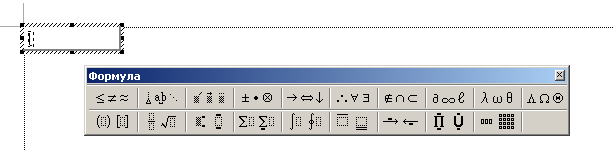 Формула
≤ ≠ ≈ ± • ⊗ → ⇔ ↓ ∴ ∀ ∃ ∉ ∩ ⊂ ∂ ∞ ℓ λ ω θ Λ Ω Θ